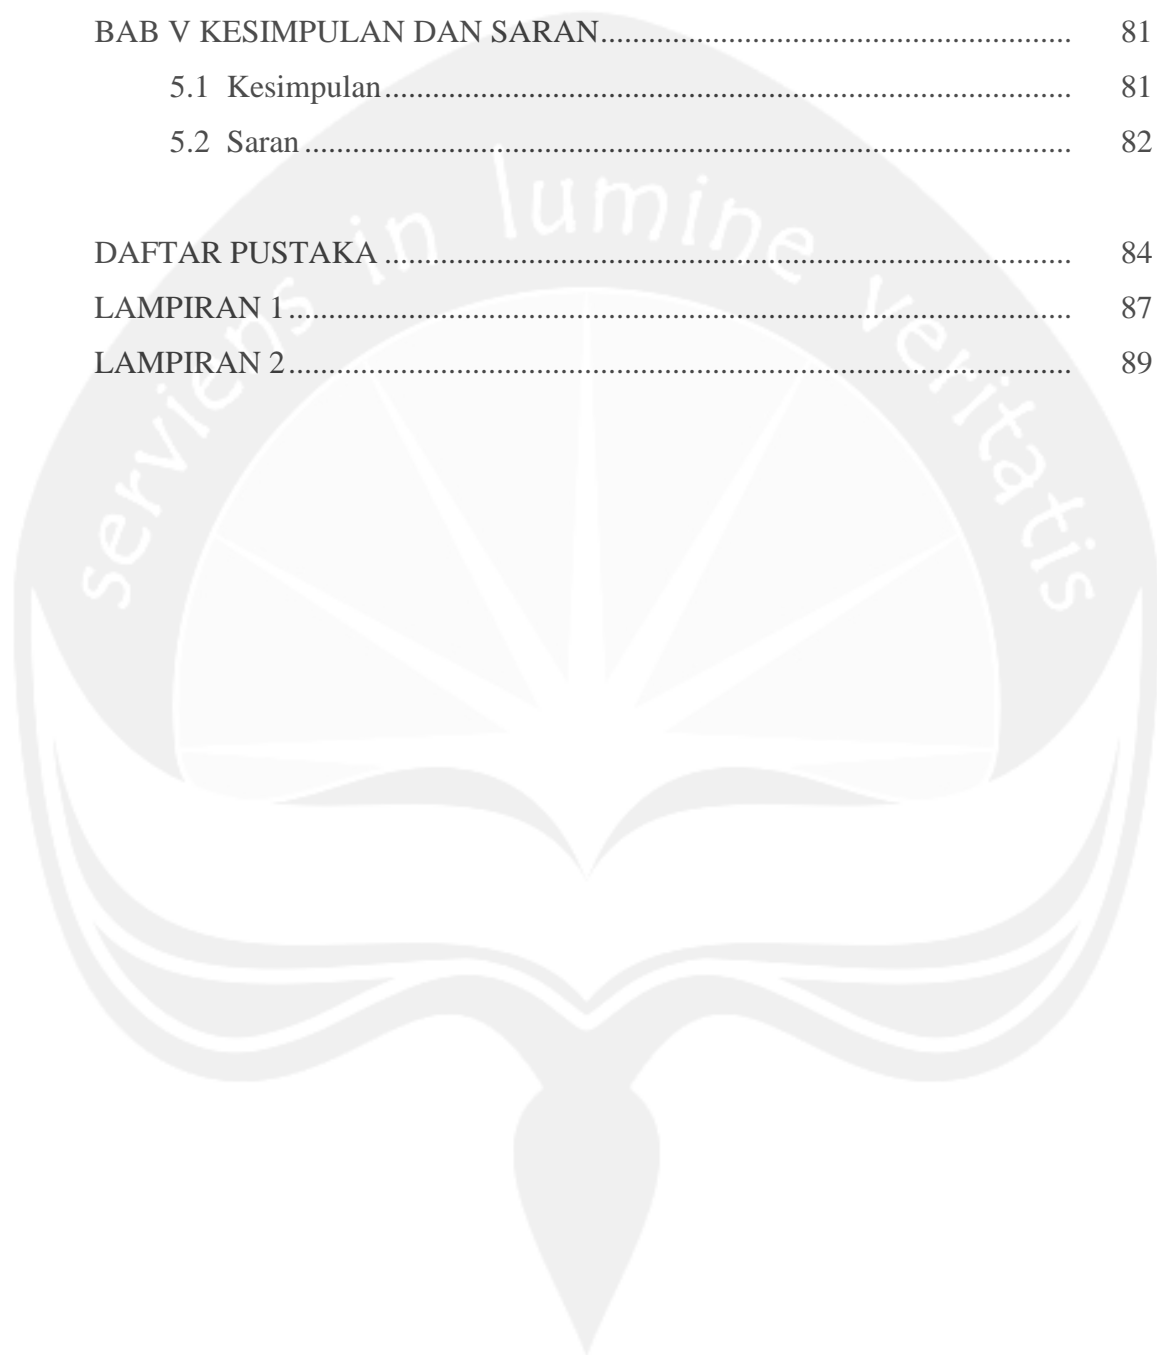 BAB V KESIMPULAN DAN SARAN........................................................... 81
5.1 Kesimpulan...................................................................................... 81
5.2 Saran................................................................................................ 82
DAFTAR PUSTAKA...................................................................................... 84
LAMPIRAN 1.................................................................................................. 87
LAMPIRAN 2.................................................................................................. 89
serviens in lumine veritatis